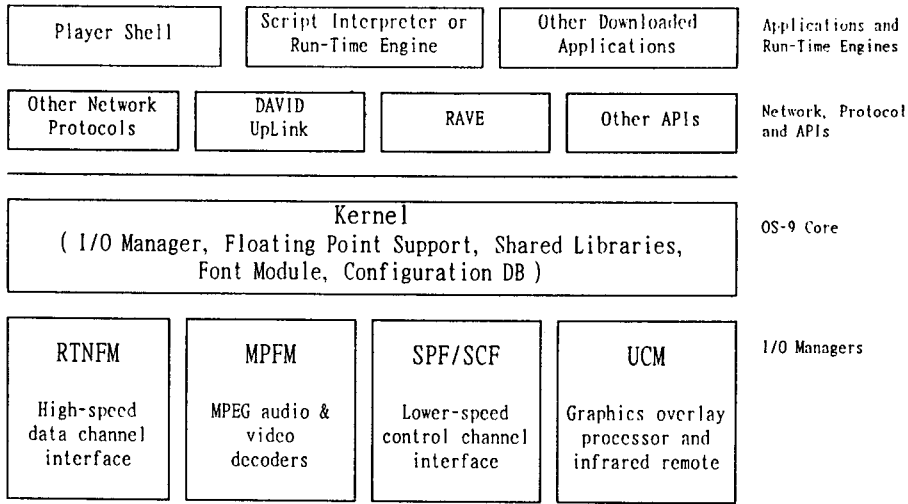 Player Shell
Script Interpreter or
Run-Time Engine
Other Downloaded
Applications
Applications and
Run-Time Engines
Other Network
Protocols
DAVID
UpLink
RAVE
Other APIs
Network, Protocol
and APIs
Kernel
( I/O Manager, Floating Point Support, Shared Libraries,
Font Module, Configuration DB )
OS-9 Core
RTNFM
High-speed
data channel
interface
MPFM
MPEG audio &
video
decoders
SPF/SCF
Lower-speed
control channel
interface
UCM
Graphics overlay
processor and
infrared remote
I/O Managers